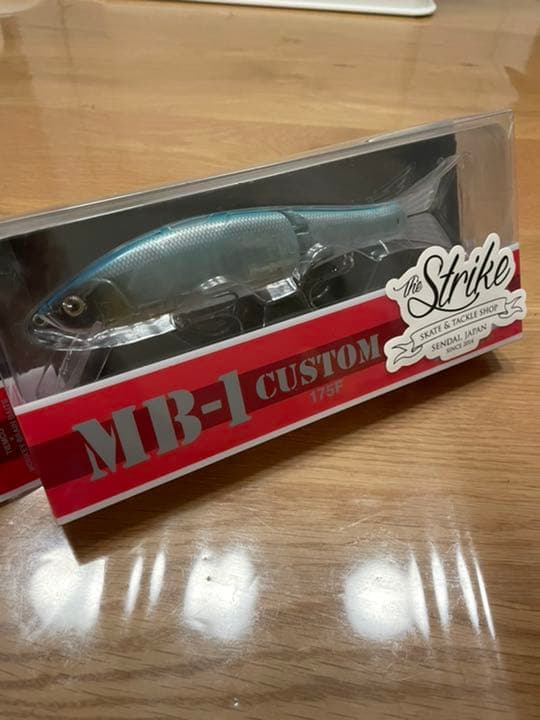 the Strike
SKATE & TACKLE SHOP
SENDAI, JAPAN
SINCE 2014
MB-1 CUSTOM
175F